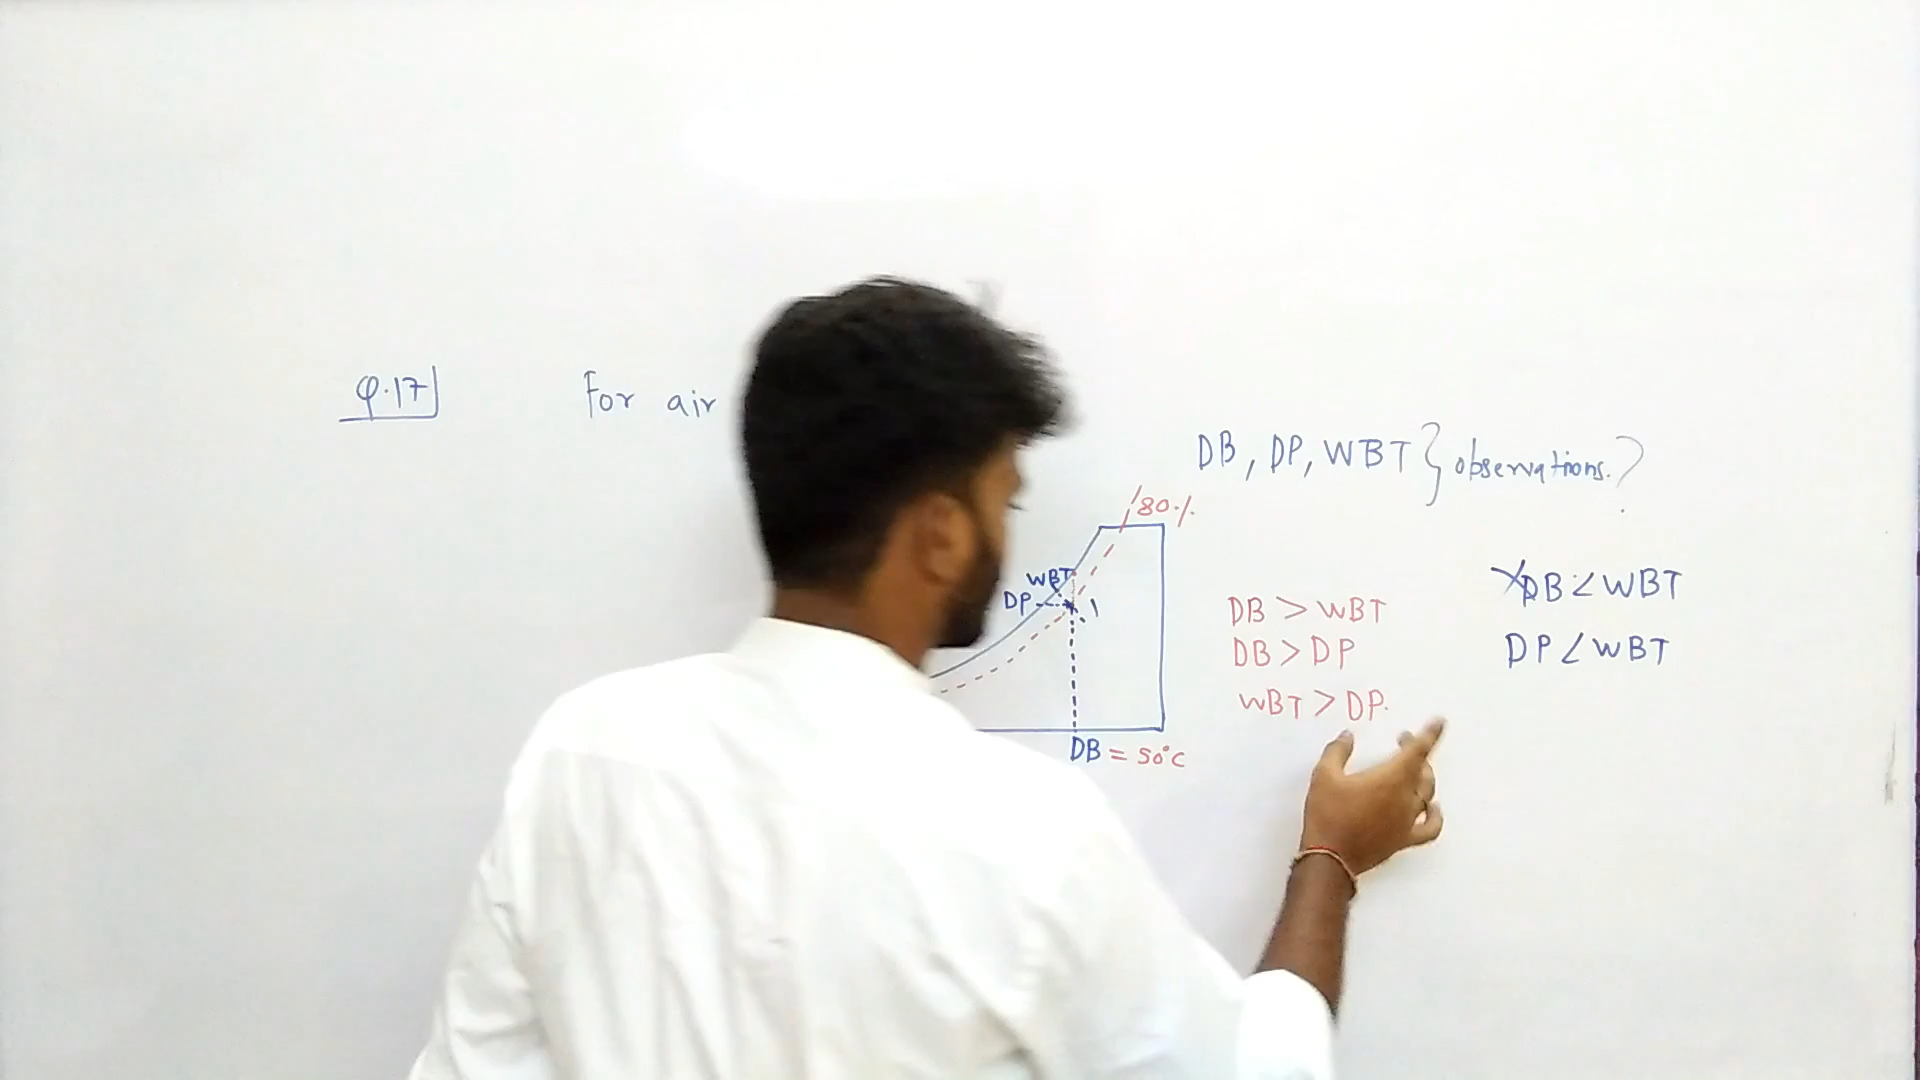 Q.17
For air
DB, DP, WBT } observations.?
80%
WBT
DP
1
DB = 50°C
DB > WBT
DB > DP
WBT > DP.
DB < WBT
DP < WBT